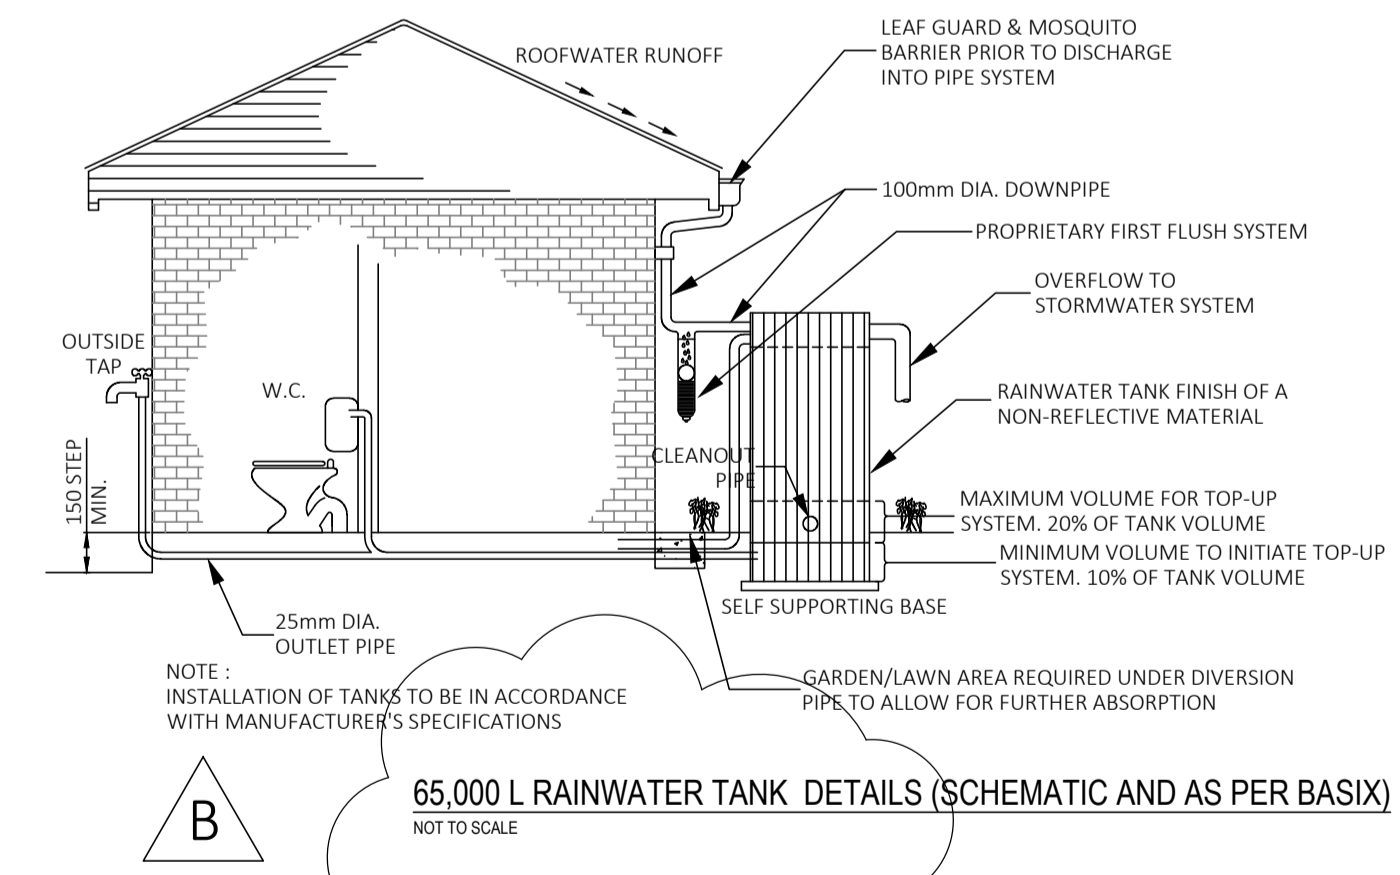 LEAF GUARD & MOSQUITO
BARRIER PRIOR TO DISCHARGE
INTO PIPE SYSTEM
ROOFWATER RUNOFF
100mm DIA. DOWNPIPE
PROPRIETARY FIRST FLUSH SYSTEM
OVERFLOW TO
STORMWATER SYSTEM
OUTSIDE
TAP
W.C.
RAINWATER TANK FINISH OF A
NON-REFLECTIVE MATERIAL
150 STEP
MIN.
CLEANOUT
PIPE
MAXIMUM VOLUME FOR TOP-UP
SYSTEM. 20% OF TANK VOLUME
MINIMUM VOLUME TO INITIATE TOP-UP
SYSTEM. 10% OF TANK VOLUME
SELF SUPPORTING BASE
25mm DIA.
OUTLET PIPE
NOTE :
INSTALLATION OF TANKS TO BE IN ACCORDANCE
WITH MANUFACTURER'S SPECIFICATIONS
GARDEN/LAWN AREA REQUIRED UNDER DIVERSION
PIPE TO ALLOW FOR FURTHER ABSORPTION
B
65,000 L RAINWATER TANK DETAILS (SCHEMATIC AND AS PER BASIX)
NOT TO SCALE